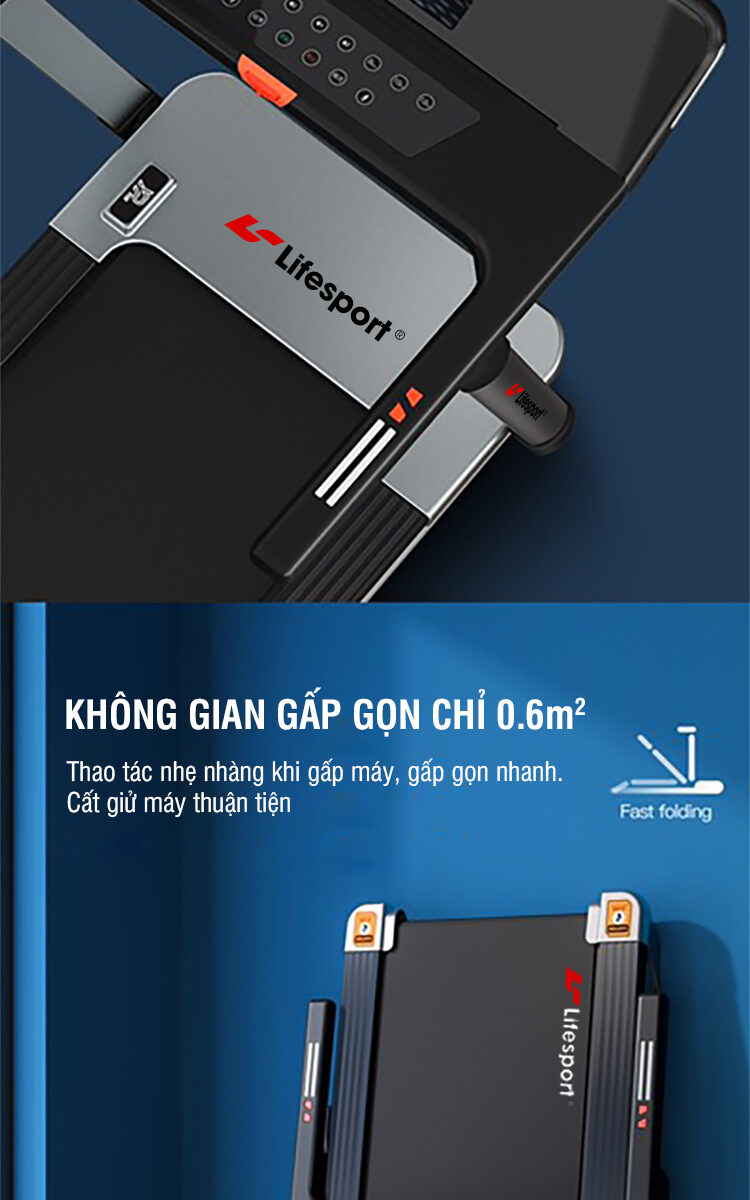 Lifesport®
Lifesport
KHÔNG GIAN GẤP GỌN CHỈ 0.6m²
Thao tác nhẹ nhàng khi gấp máy, gấp gọn nhanh.
Cất giử máy thuận tiện
Fast folding
Lifesport